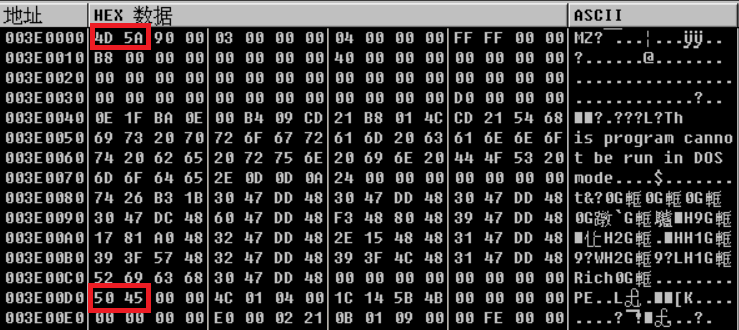 地址 HEX 数据 ASCII
003E0000 4D 5A 90 00 03 00 00 00 04 00 00 00 FF FF 00 00 MZ?...¦...ÿÿ..
003E0010 B8 00 00 00 00 00 00 00 40 00 00 00 00 00 00 00 ?.......@.......
003E0020 00 00 00 00 00 00 00 00 00 00 00 00 00 00 00 00 ................
003E0030 00 00 00 00 00 00 00 00 00 00 00 00 D0 00 00 00 ............?..
003E0040 0E 1F BA 0E 00 B4 09 CD 21 B8 01 4C CD 21 54 68 ?.???L?Th
003E0050 69 73 20 70 72 6F 67 72 61 6D 20 63 61 6E 6E 6F is program canno
003E0060 74 20 62 65 20 72 75 6E 20 69 6E 20 44 4F 53 20 t be run in DOS
003E0070 6D 6F 64 65 2E 0D 0D 0A 24 00 00 00 00 00 00 00 mode....$.......
003E0080 74 26 B3 1B 30 47 DD 48 30 47 DD 48 30 47 DD 48 t&?0G軭0G軭0G軭
003E0090 30 47 DC 48 60 47 DD 48 F3 48 80 48 39 47 DD 48 0G躃`G軭驢■H9G軭
003E00A0 17 81 A0 48 32 47 DD 48 2E 15 48 48 31 47 DD 48 H2G軭.■HH1G軭
003E00B0 39 3F 57 48 32 47 DD 48 39 3F 4C 48 31 47 DD 48 9?WH2G軭9?LH1G軭
003E00C0 52 69 63 68 30 47 DD 48 00 00 00 00 00 00 00 00 Rich0G軭........
003E00D0 50 45 00 00 4C 01 04 00 1C 14 5B 4B 00 00 00 00 PE..L [K....
003E00E0 00 00 00 00 E0 00 02 21 0B 01 09 00 00 FE 00 00 ....? ...?.